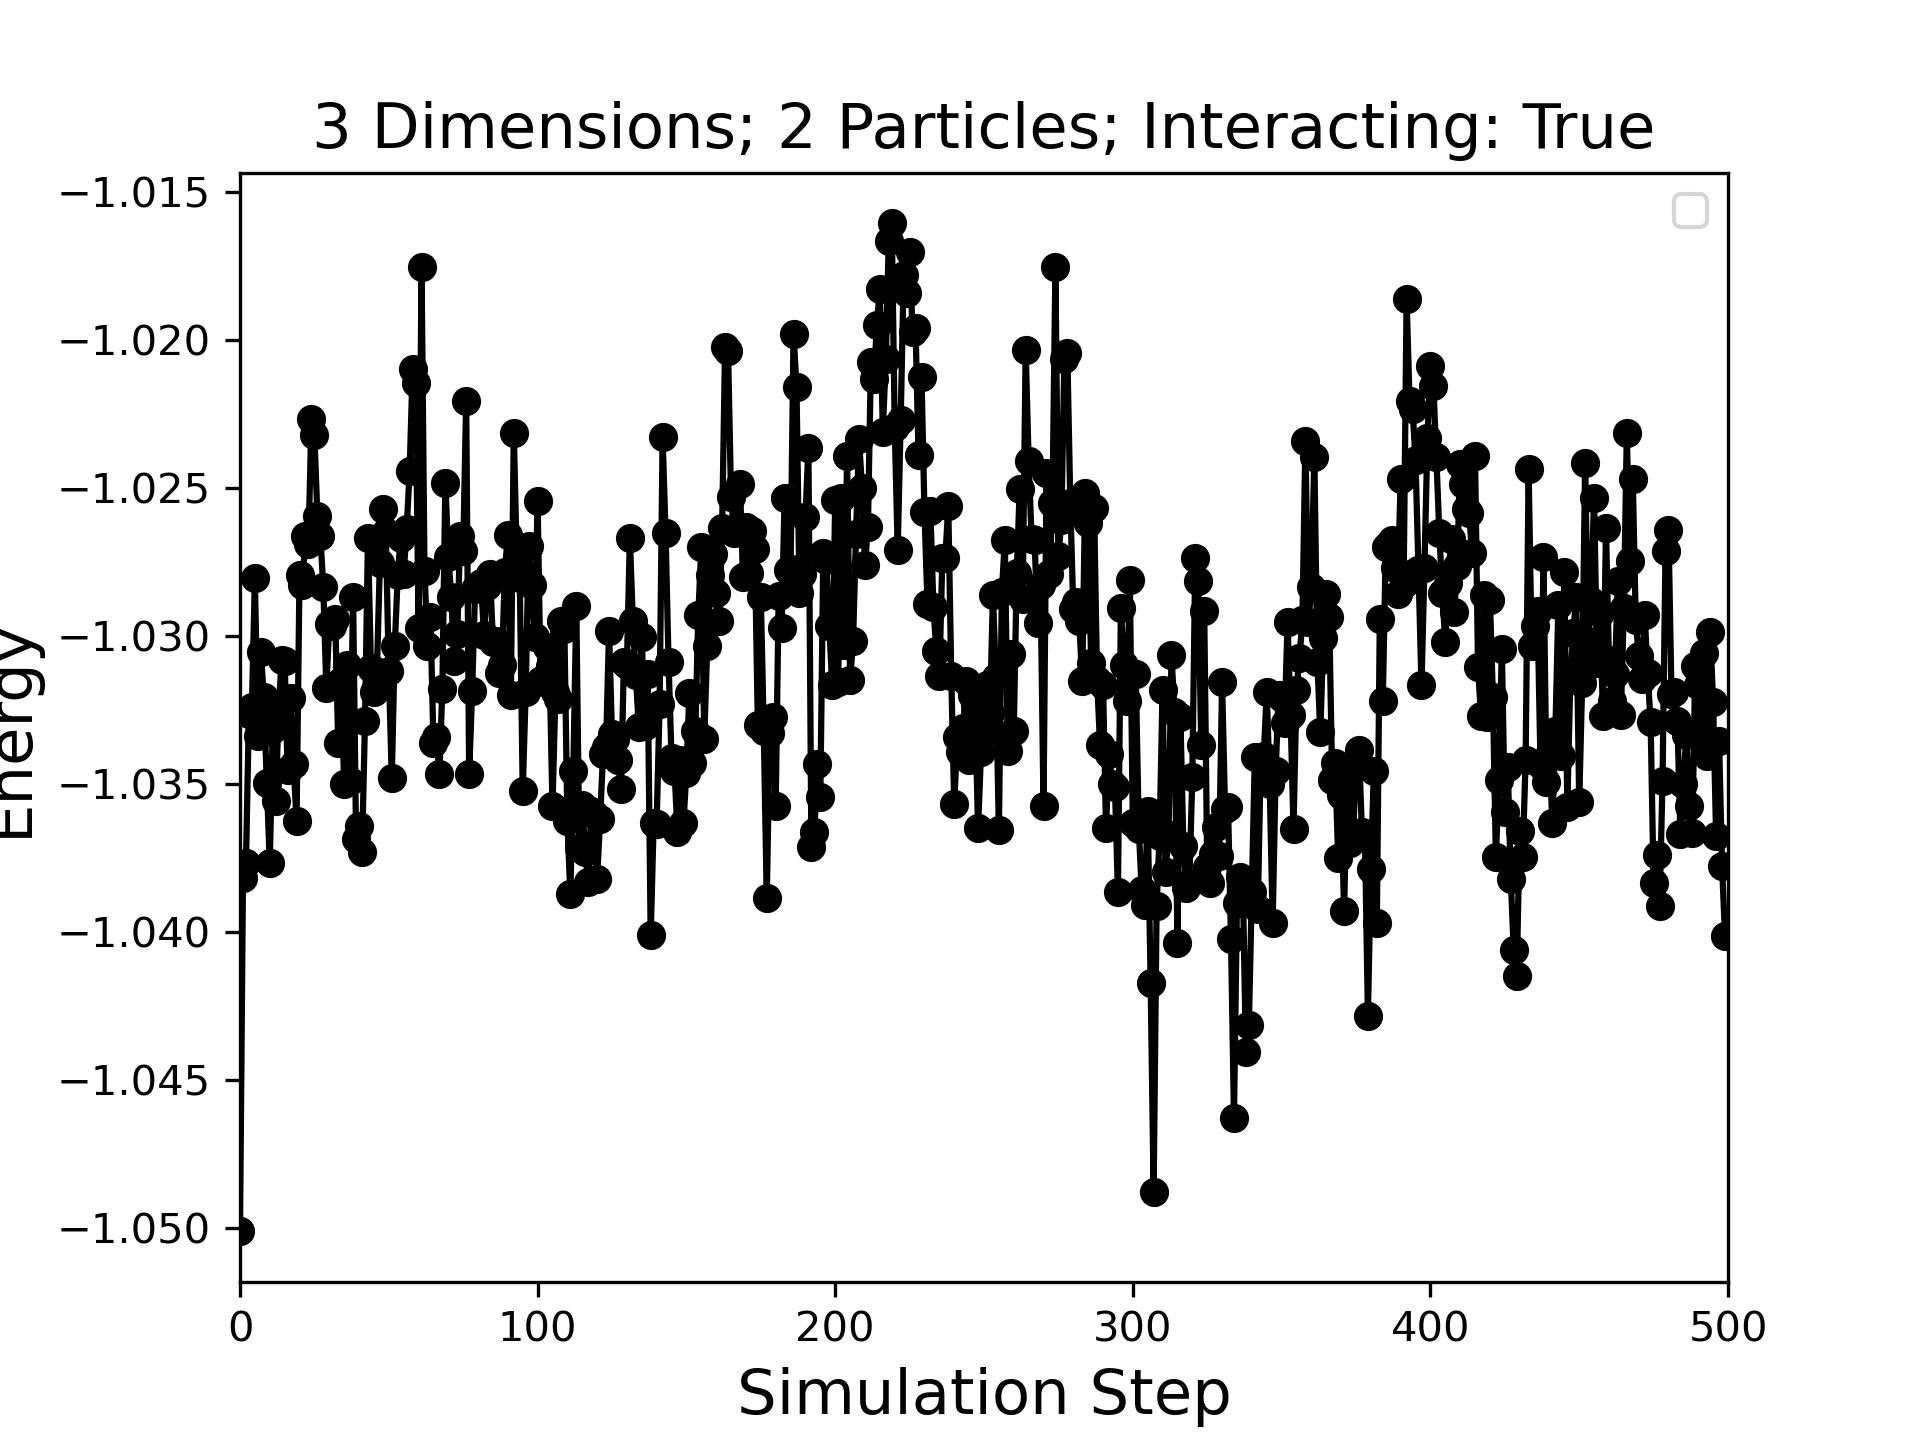 3 Dimensions; 2 Particles; Interacting: True
−1.015
−1.020
−1.025
−1.030
−1.035
−1.040
−1.045
−1.050
Energy
0 100 200 300 400 500
Simulation Step